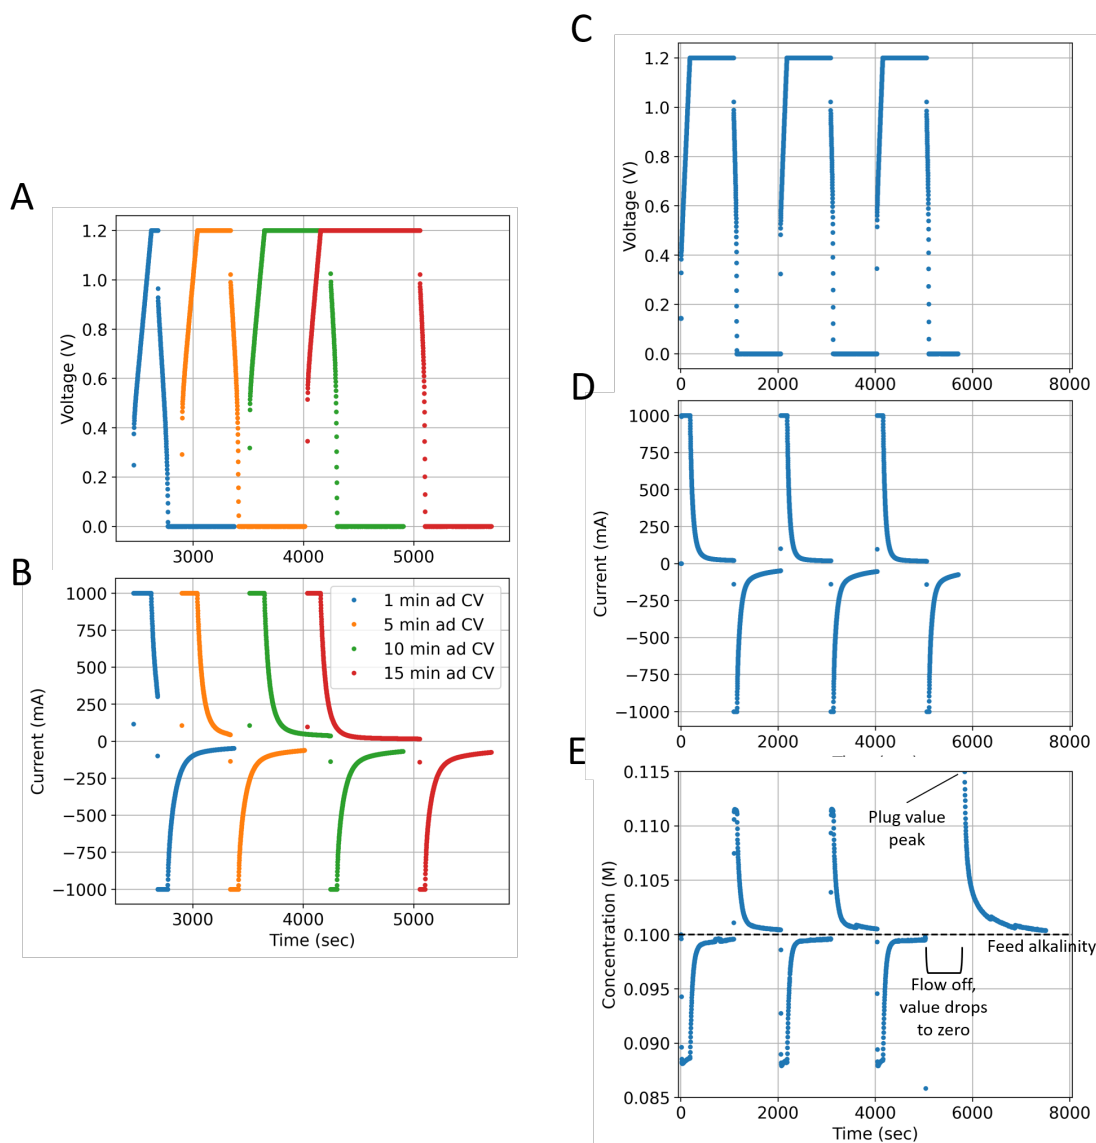 A
1.2
1.0
0.8
0.6
0.4
0.2
0.0
Voltage (V)
3000
4000
5000
B
1000
750
500
250
0
−250
−500
−750
−1000
Current (mA)
1 min ad CV
5 min ad CV
10 min ad CV
15 min ad CV
3000
4000
5000
Time (sec)
C
1.2
1.0
0.8
0.6
0.4
0.2
0.0
Voltage (V)
0
2000
4000
6000
8000
D
1000
750
500
250
0
−250
−500
−750
−1000
Current (mA)
0
2000
4000
6000
8000
E
0.115
0.110
0.105
0.100
0.095
0.090
0.085
Concentration (M)
Plug value
peak
Feed alkalinity
Flow off,
value drops
to zero
0
2000
4000
6000
8000
Time (sec)